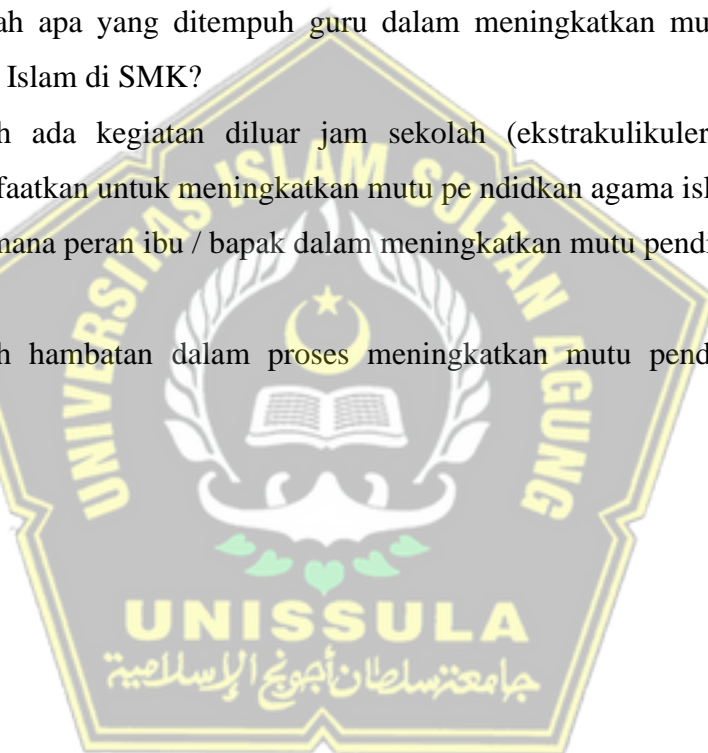 ah apa yang ditempuh guru dalam meningkatkan mu
Islam di SMK?
h ada kegiatan diluar jam sekolah (ekstrakulikuler
faatkan untuk meningkatkan mutu pe ndidkan agama isl
mana peran ibu / bapak dalam meningkatkan mutu pendi
h hambatan dalam proses meningkatkan mutu pend
UNIVERSITAS ISLAM SULTAN AGUNG
UNISSULA
جامعة سلطان أجونج الإسلامية